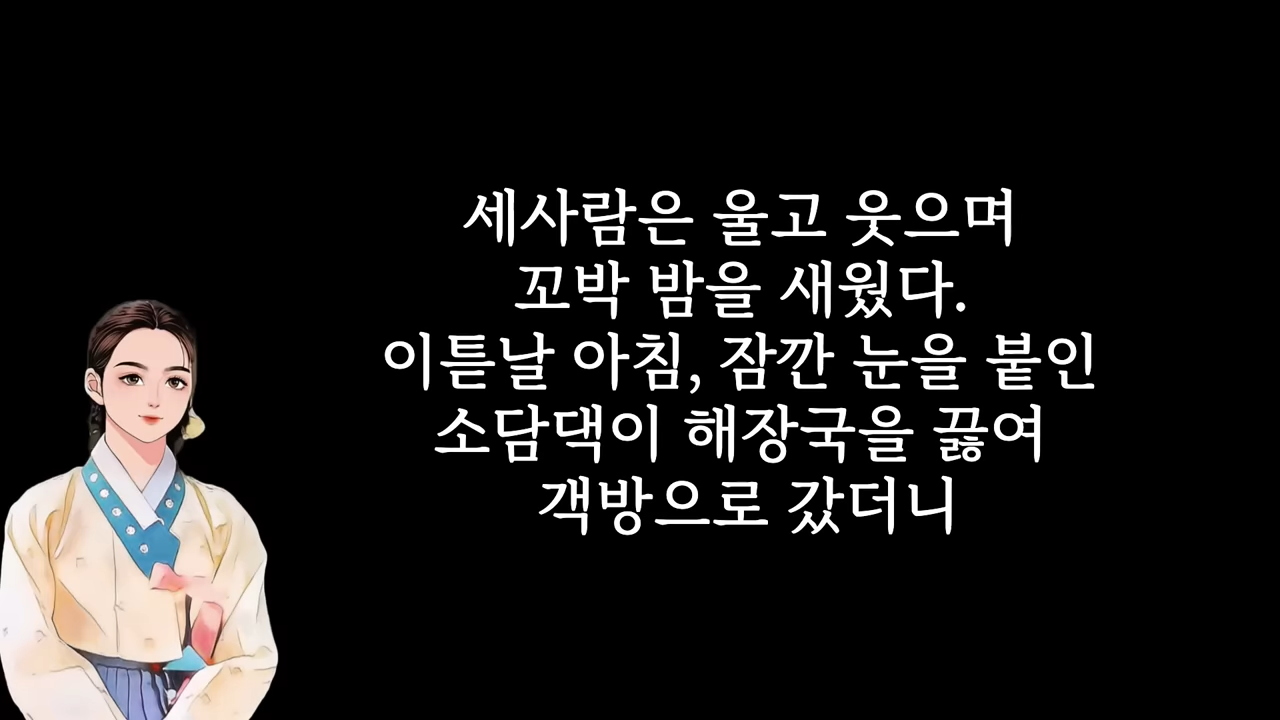 세사람은 울고 웃으며
꼬박 밤을 새웠다.
이튿날 아침, 잠깐 눈을 붙인
소담댁이 해장국을 끓여
객방으로 갔더니